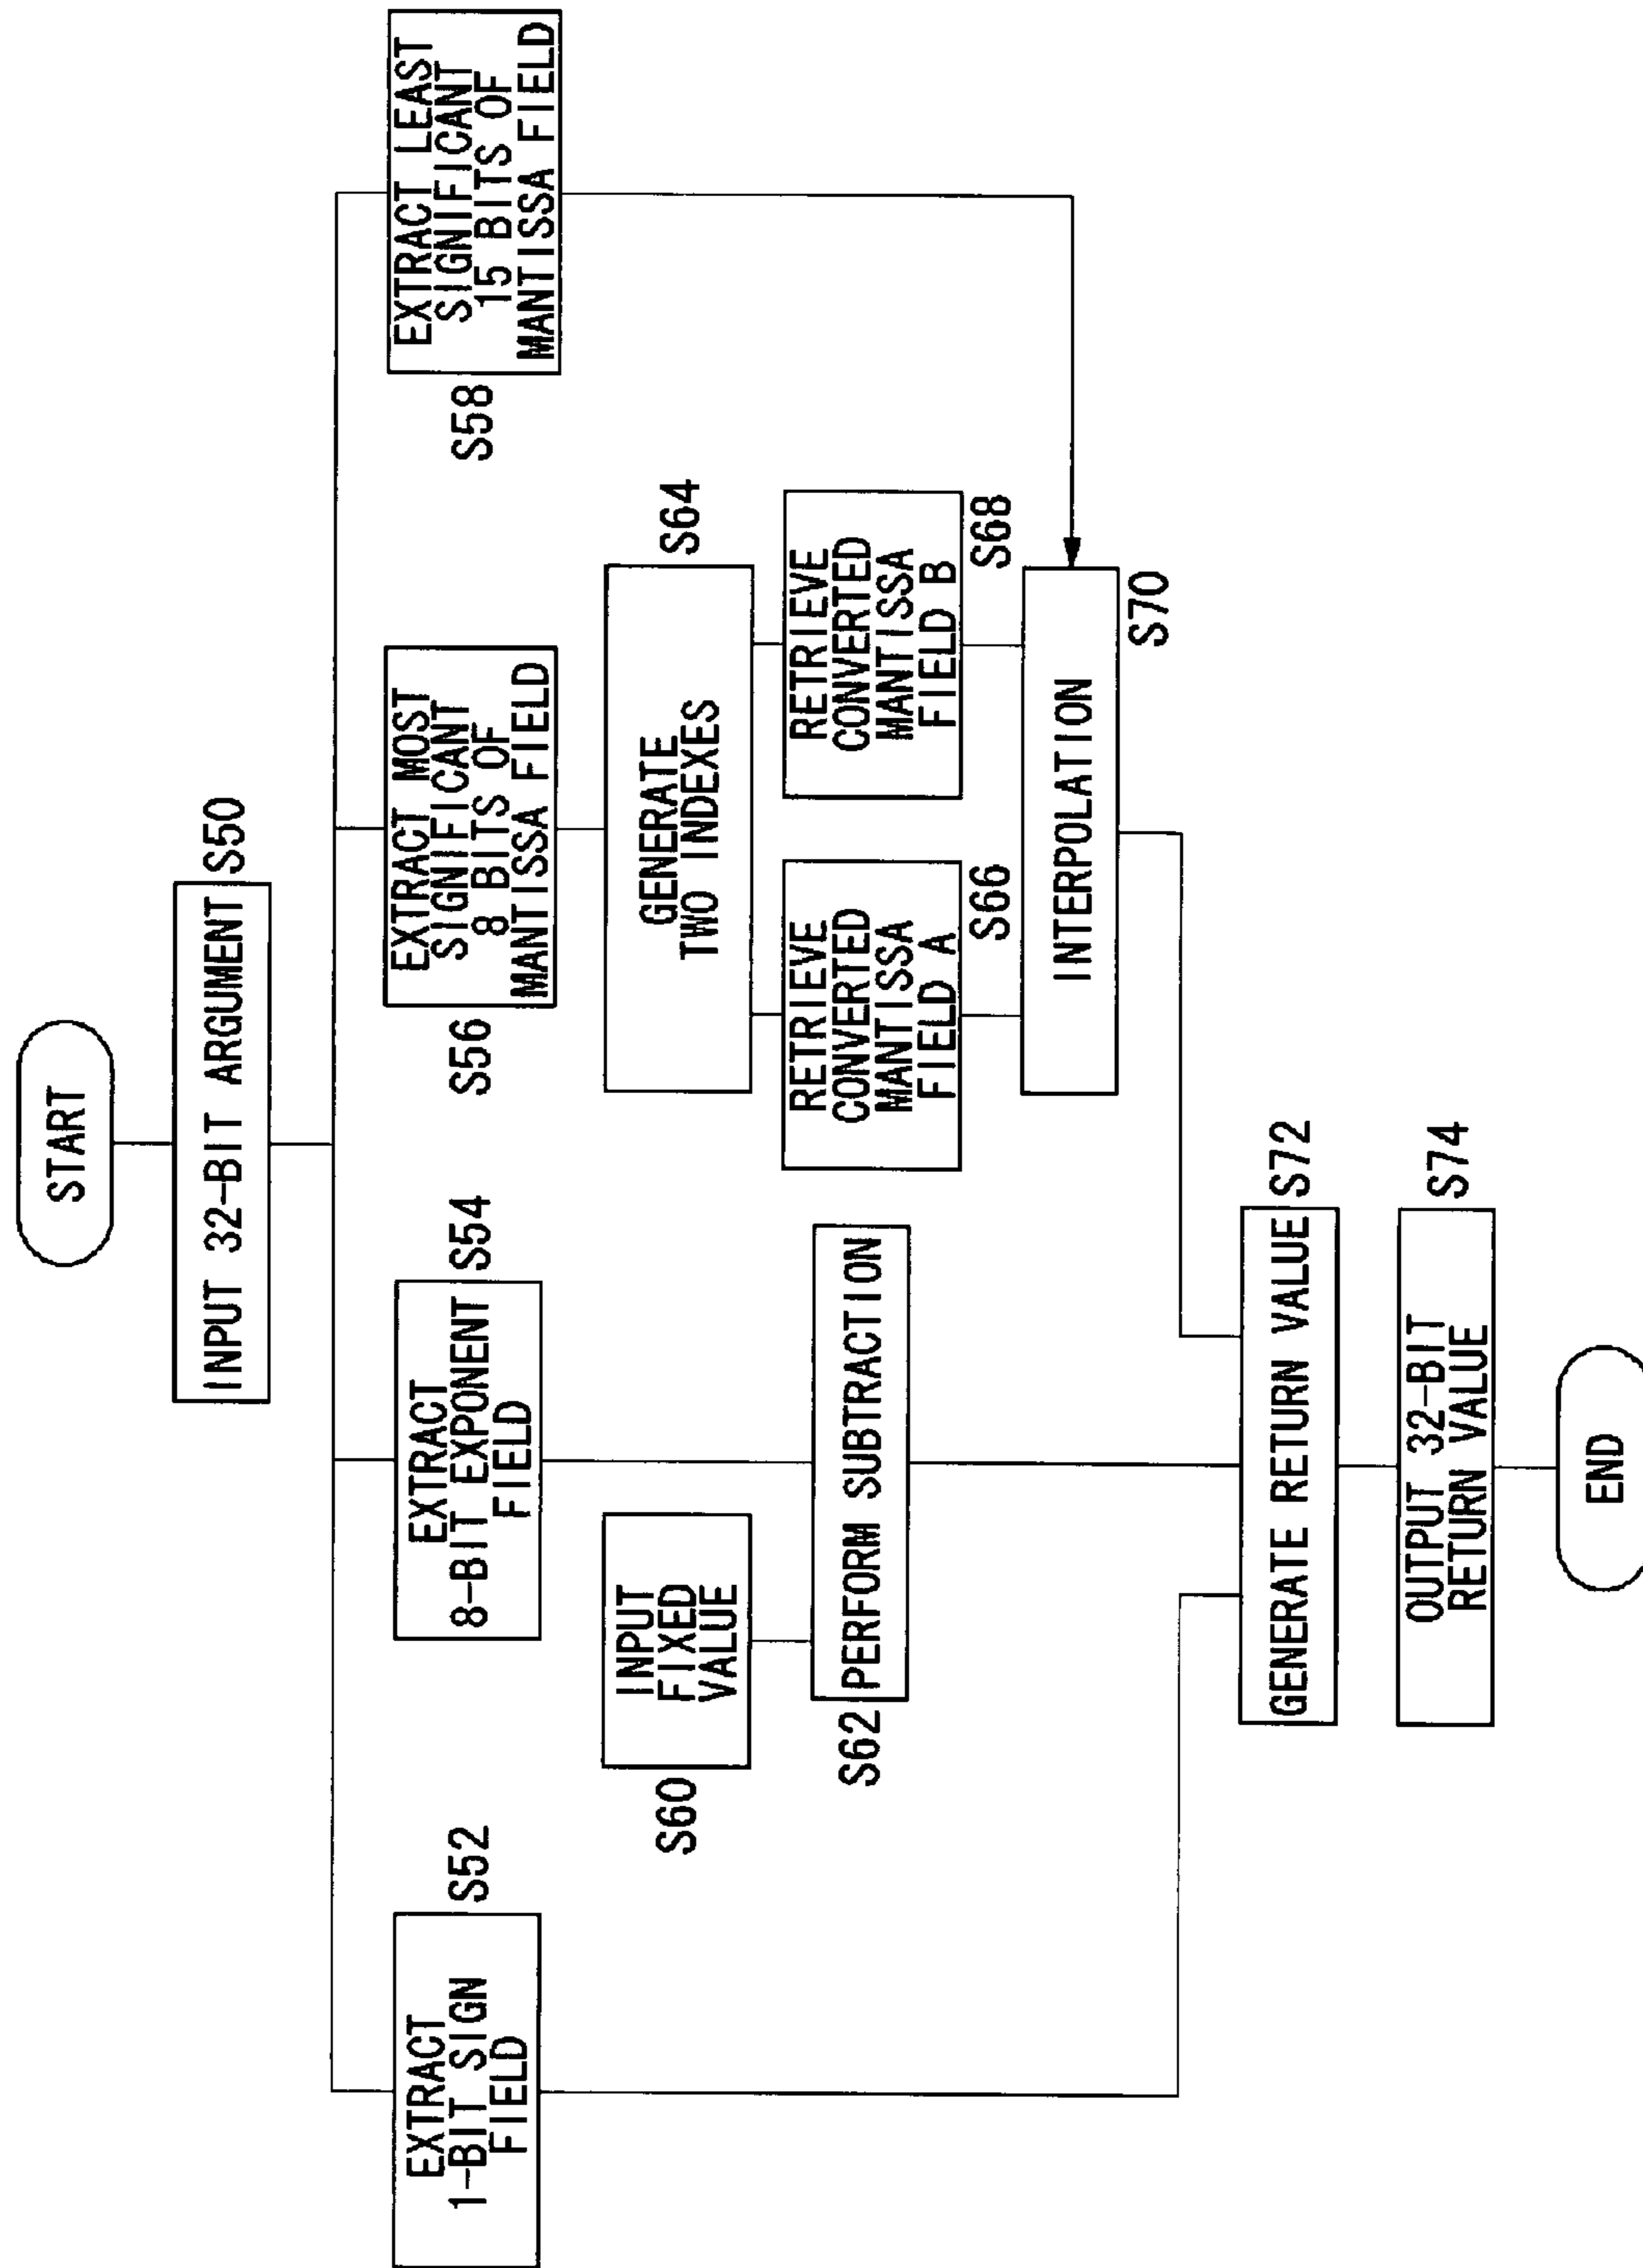 START
INPUT 32-BIT ARGUMENT
S50
EXTRACT
1-BIT SIGN
FIELD
S52
EXTRACT
8-BIT EXPONENT
FIELD
S54
EXTRACT MOST
SIGNIFICANT
8 BITS OF
MANTISSA FIELD
S56
EXTRACT LEAST
SIGNIFICANT
15 BITS OF
MANTISSA FIELD
S58
INPUT
FIXED
VALUE
S60
GENERATE
TWO INDEXES
S64
PERFORM SUBTRACTION
S62
RETRIEVE
CONVERTED
MANTISSA
FIELD A
S66
RETRIEVE
CONVERTED
MANTISSA
FIELD B
S68
INTERPOLATION
S70
GENERATE RETURN VALUE
S72
OUTPUT 32-BIT
RETURN VALUE
S74
END